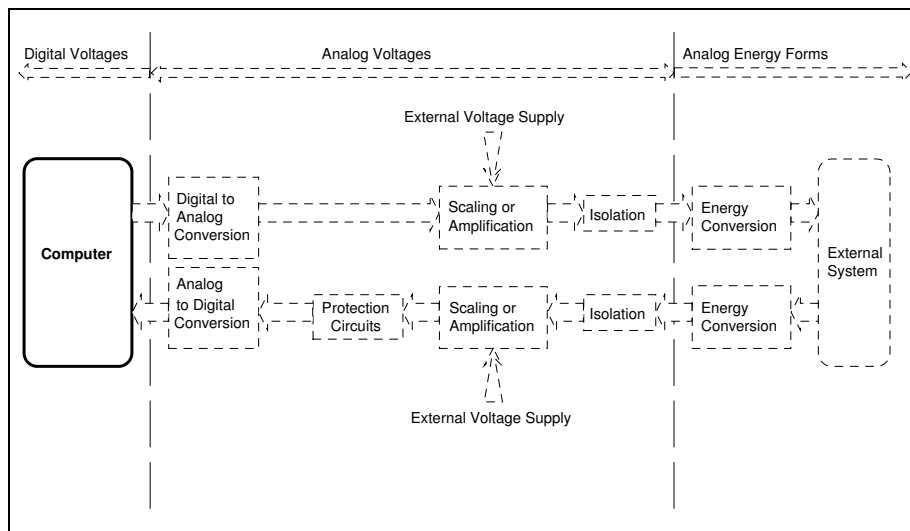 Digital Voltages
Analog Voltages
Analog Energy Forms
External Voltage Supply
Digital to
Analog
Conversion
Scaling or
Amplification
Isolation
Energy
Conversion
Computer
External
System
Analog
to Digital
Conversion
Protection
Circuits
Scaling or
Amplification
Isolation
Energy
Conversion
External Voltage Supply